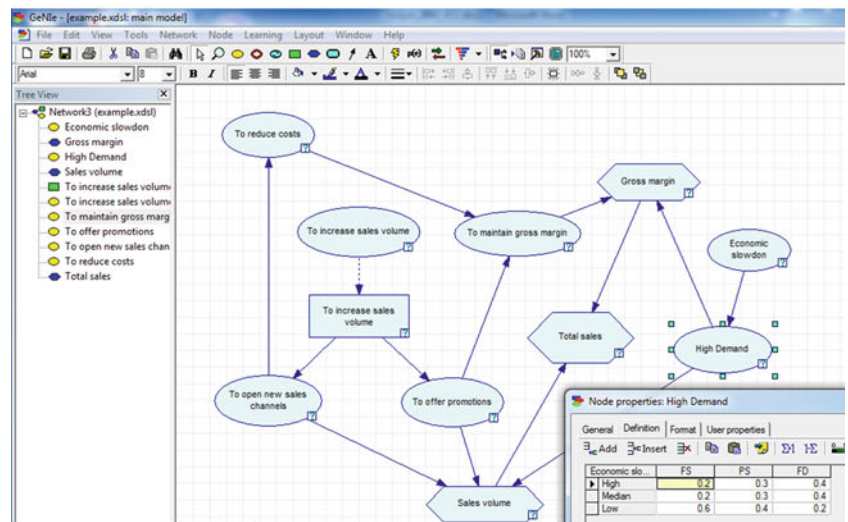 GeNIe - [example.xdsl: main model]
File Edit View Tools Network Node Learning Layout Window Help
100%
Arial 8 B I
Tree View
Network3 (example.xdsl)
Economic slowdon
Gross margin
High Demand
Sales volume
To increase sales volum
To increase sales volum
To maintain gross marg
To offer promotions
To open new sales chan
To reduce costs
Total sales
To reduce costs
Gross margin
To increase sales volume
To maintain gross margin
Economic
slowdon
To increase sales
volume
Total sales
High Demand
To open new sales
channels
To offer promotions
Sales volume
Node properties: High Demand
General Definition Format User properties
Add Insert Σ-1 1-Σ
Economic slo... FS PS FD
High 0.2 0.3 0.4
Median 0.2 0.3 0.4
Low 0.6 0.4 0.2